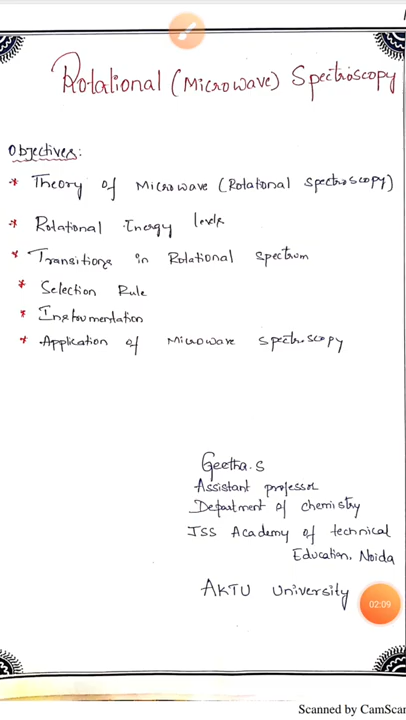 Rotational (Microwave) Spectroscopy
Objectives:
* Theory of Microwave (Rotational Spectroscopy)
* Rotational Energy levels
* Transitions in Rotational Spectrum
* Selection Rule
* Instrumentation
* Application of Microwave Spectroscopy
Geetha.S
Assistant professor
Department of chemistry
JSS Academy of technical
Education, Noida
AKTU University
02:09
Scanned by CamScan